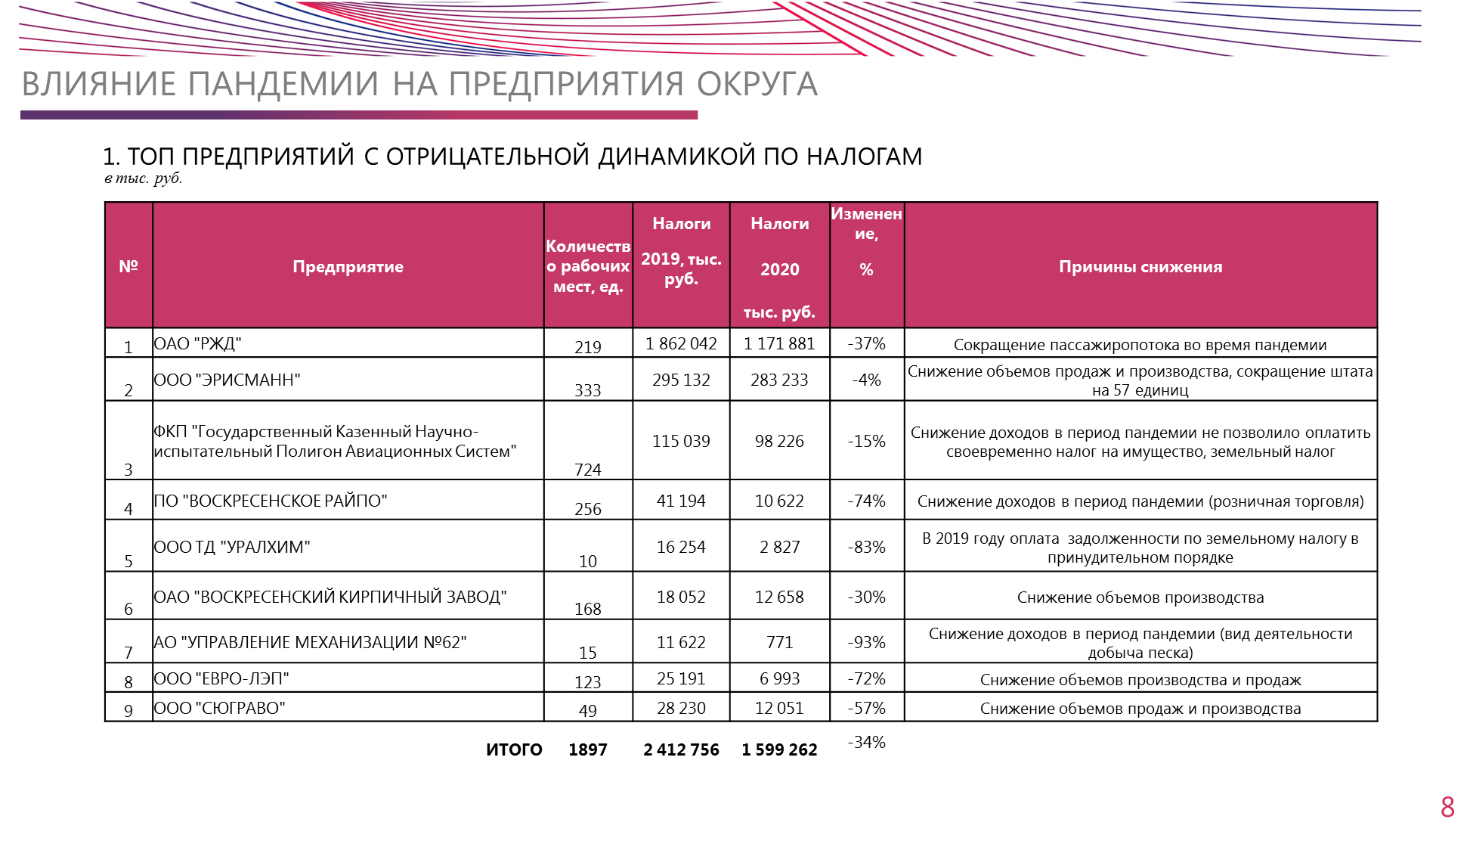 ВЛИЯНИЕ ПАНДЕМИИ НА ПРЕДПРИЯТИЯ ОКРУГА
1. ТОП ПРЕДПРИЯТИЙ С ОТРИЦАТЕЛЬНОЙ ДИНАМИКОЙ ПО НАЛОГАМ
в тыс. руб.
№
Предприятие
Количеств
о рабочих
мест, ед.
Налоги
2019, тыс.
руб.
Налоги
2020
тыс. руб.
Изменен
ие,
%
Причины снижения
1 ОАО "РЖД" 219 1 862 042 1 171 881 -37% Сокращение пассажиропотока во время пандемии
2 ООО "ЭРИСМАНН" 333 295 132 283 233 -4% Снижение объемов продаж и производства, сокращение штата
на 57 единиц
3 ФКП "Государственный Казенный Научно-
испытательный Полигон Авиационных Систем" 724 115 039 98 226 -15% Снижение доходов в период пандемии не позволило оплатить
своевременно налог на имущество, земельный налог
4 ПО "ВОСКРЕСЕНСКОЕ РАЙПО" 256 41 194 10 622 -74% Снижение доходов в период пандемии (розничная торговля)
5 ООО ТД "УРАЛХИМ" 10 16 254 2 827 -83% В 2019 году оплата задолженности по земельному налогу в
принудительном порядке
6 ОАО "ВОСКРЕСЕНСКИЙ КИРПИЧНЫЙ ЗАВОД" 168 18 052 12 658 -30% Снижение объемов производства
7 АО "УПРАВЛЕНИЕ МЕХАНИЗАЦИИ №62" 15 11 622 771 -93% Снижение доходов в период пандемии (вид деятельности
добыча песка)
8 ООО "ЕВРО-ЛЭП" 123 25 191 6 993 -72% Снижение объемов производства и продаж
9 ООО "СЮГРАВО" 49 28 230 12 051 -57% Снижение объемов продаж и производства
ИТОГО 1897 2 412 756 1 599 262 -34%
8